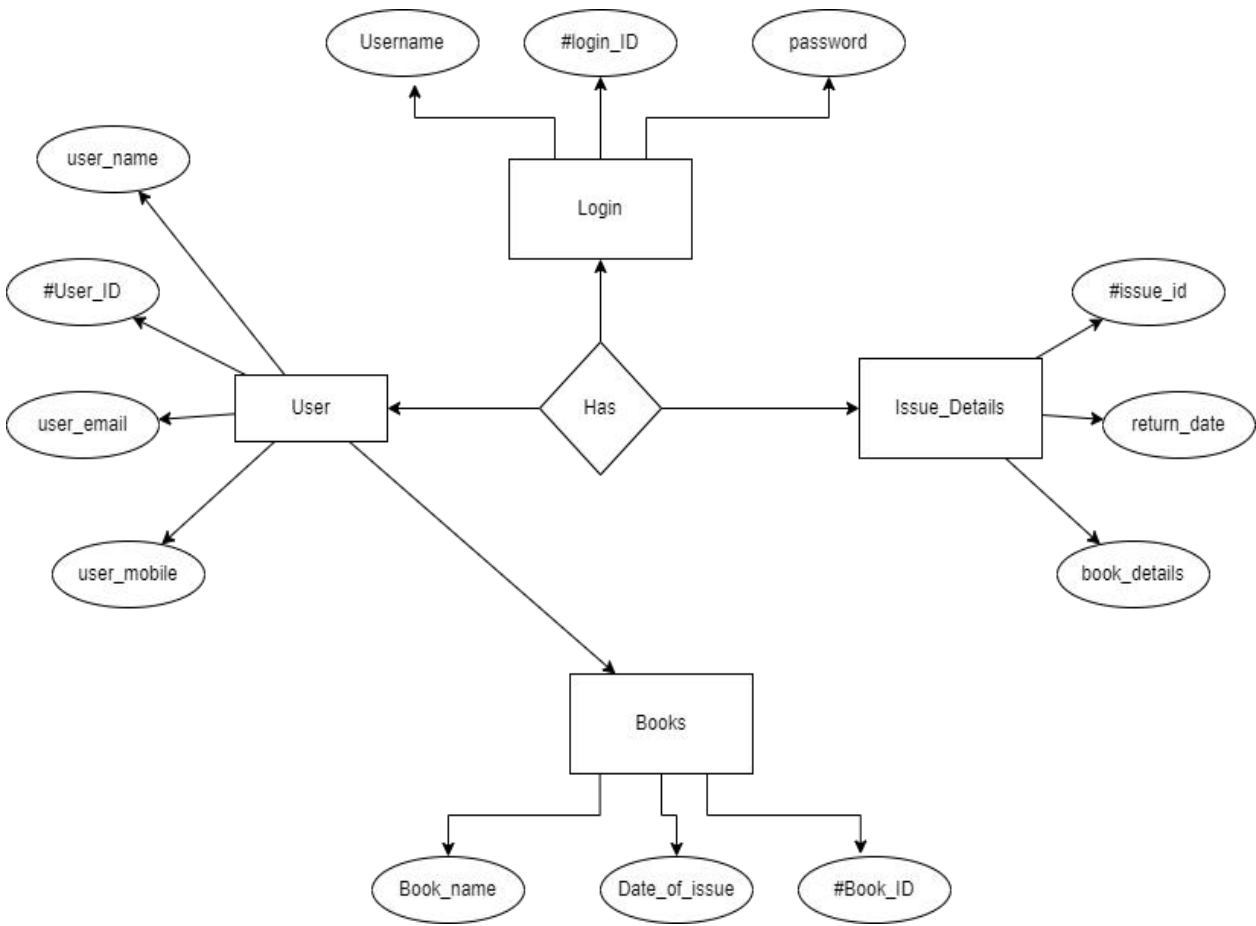 Username
#login_ID
password
user_name
Login
#User_ID
#issue_id
User
Has
Issue_Details
user_email
return_date
user_mobile
book_details
Books
Book_name
Date_of_issue
#Book_ID